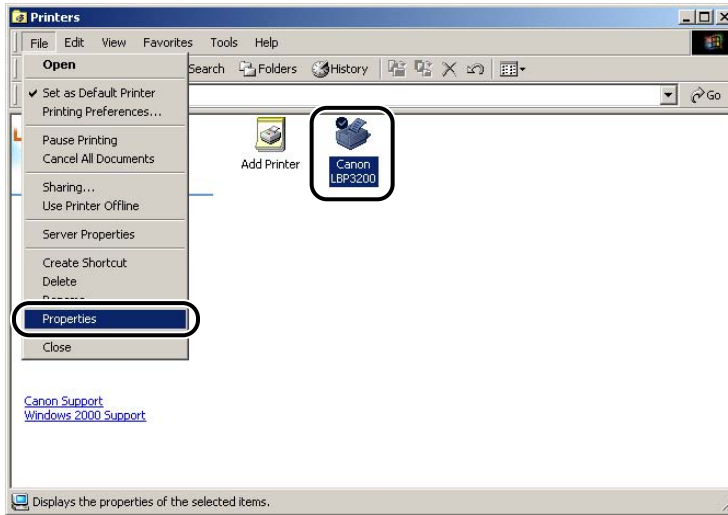 Printers
File Edit View Favorites Tools Help
Search Folders History
Go
Open
Set as Default Printer
Printing Preferences...
Pause Printing
Cancel All Documents
Sharing...
Use Printer Offline
Server Properties
Create Shortcut
Delete
Properties
Close
Add Printer
Canon
LBP3200
Canon Support
Windows 2000 Support
Displays the properties of the selected items.